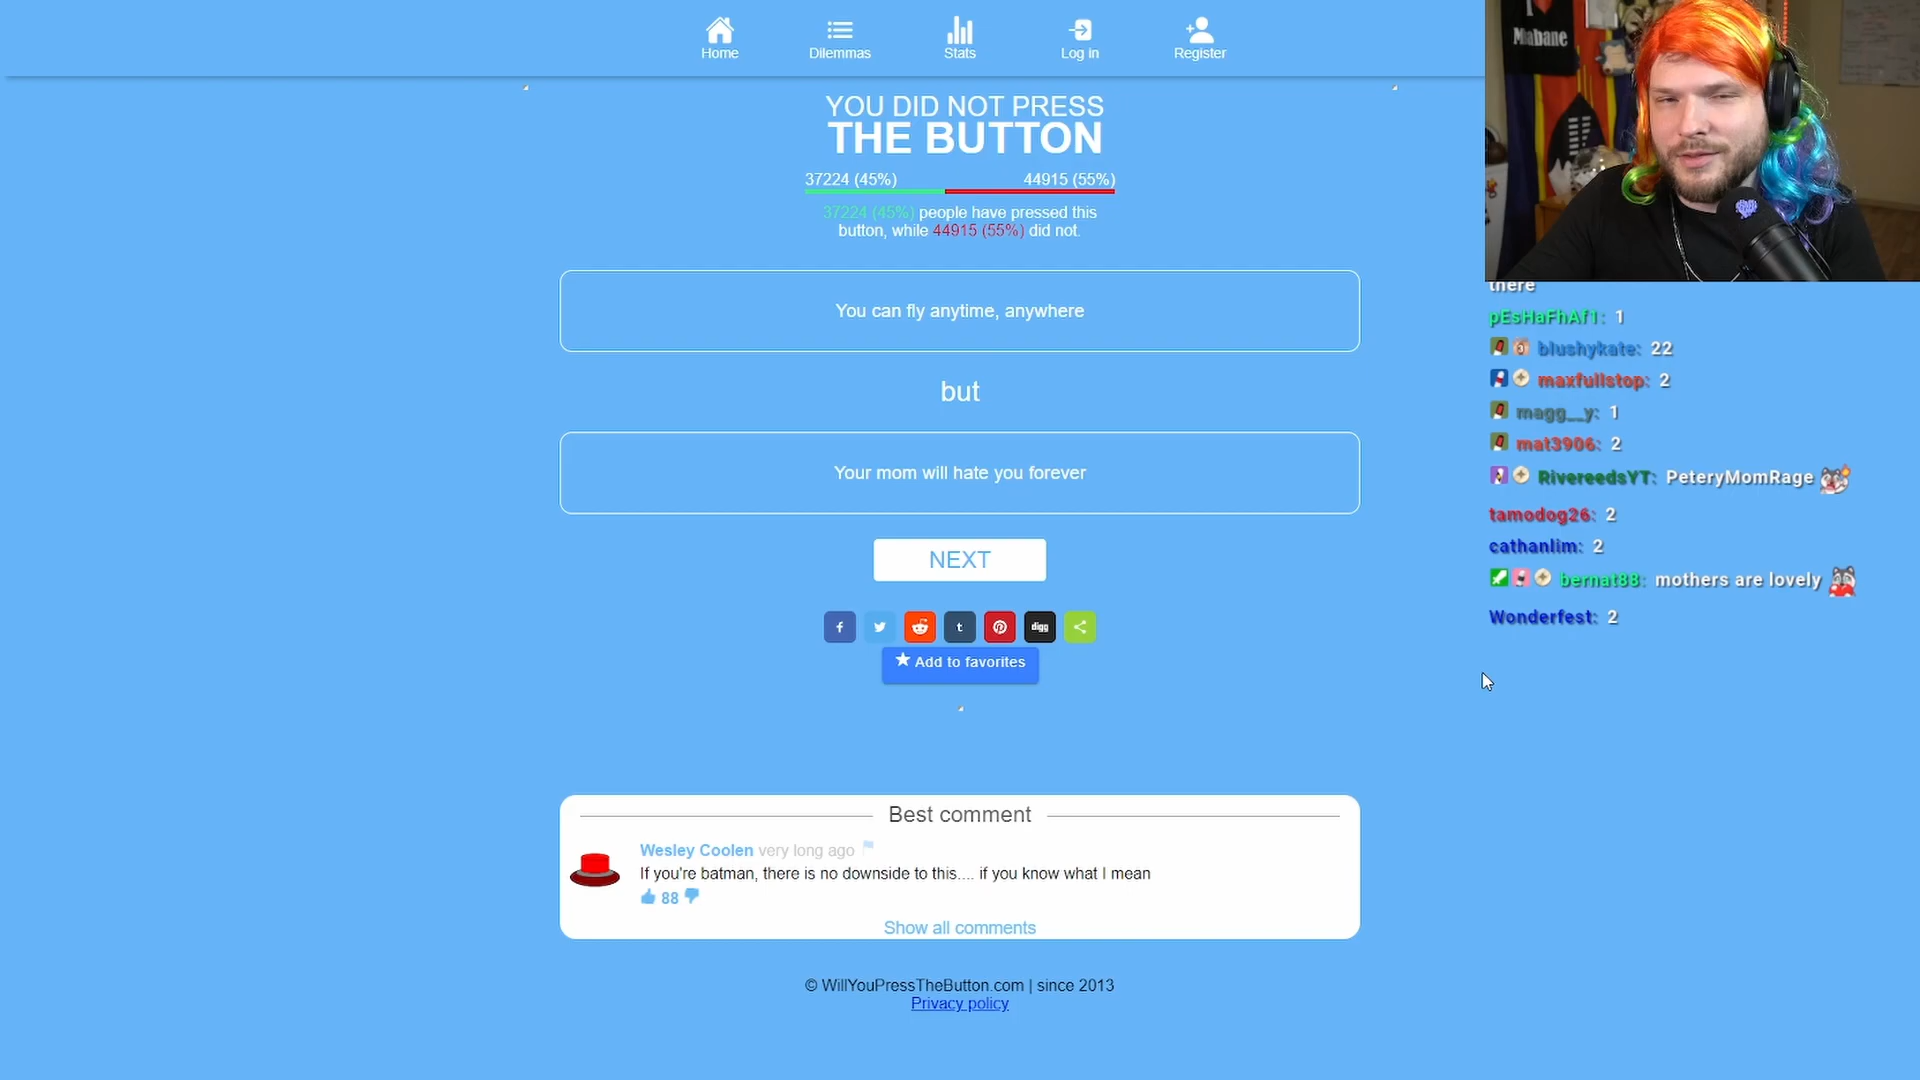 Home
Dilemmas
Stats
Log in
Register
YOU DID NOT PRESS
THE BUTTON
37224 (45%) 44915 (55%)
37224 (45%) people have pressed this
button, while 44915 (55%) did not.
You can fly anytime, anywhere
but
Your mom will hate you forever
NEXT
digg
Add to favorites
Best comment
Wesley Coolen very long ago
If you're batman, there is no downside to this.... if you know what I mean
88
Show all comments
© WillYouPressTheButton.com | since 2013
Privacy policy
there
pEsHaFhAf1: 1
blushykate: 22
maxfullstop: 2
magg__y: 1
mat3906: 2
RivereedsYT: PeteryMomRage
tamodog26: 2
cathanlim: 2
bernat88: mothers are lovely
Wonderfest: 2